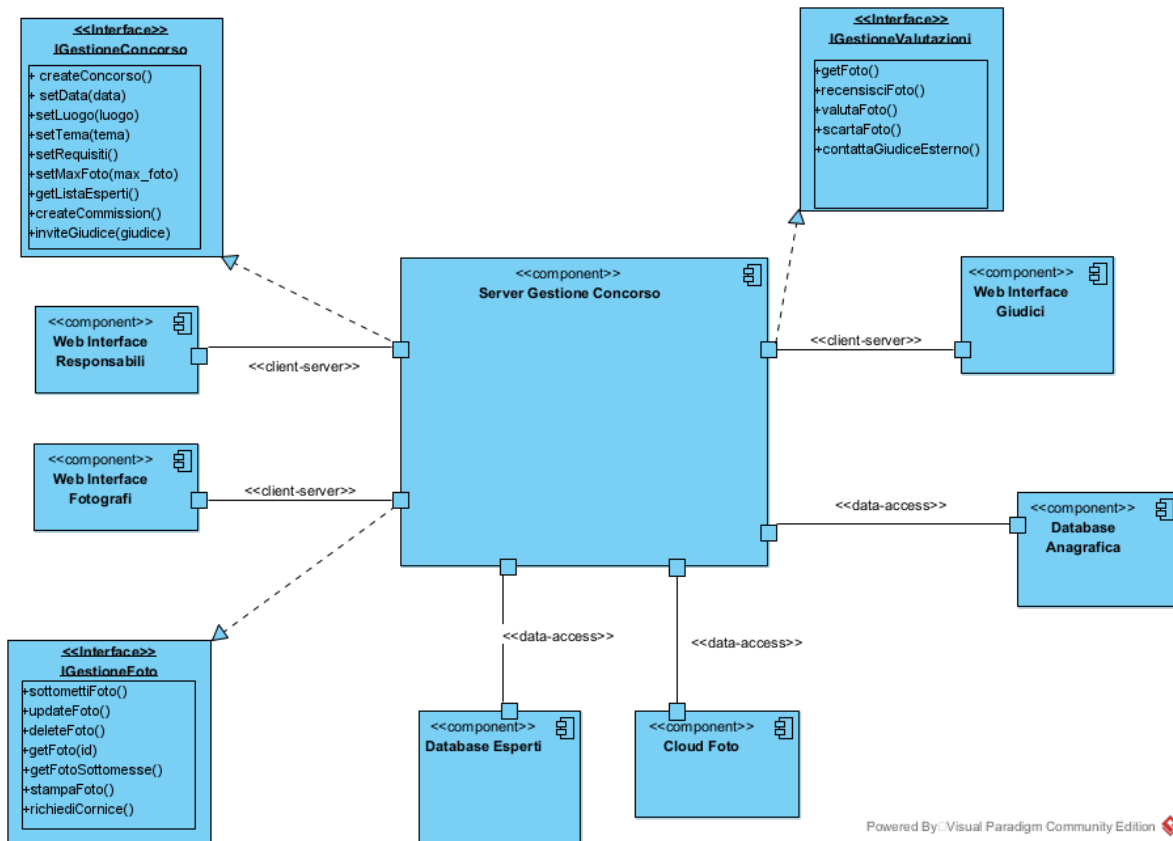 <<Interface>>
IGestioneConcorso
+ createConcorso()
+ setData(data)
+setLuogo(luogo)
+setTema(tema)
+setRequisiti()
+setMaxFoto(max_foto)
+getListaEsperti()
+createCommission()
+inviteGiudice(giudice)
<<Interface>>
IGestioneValutazioni
+getFoto()
+recensisciFoto()
+valutaFoto()
+scartaFoto()
+contattaGiudiceEsterno()
<<component>>
Server Gestione Concorso
<<component>>
Web Interface
Giudici
<<component>>
Web Interface
Responsabili
<<client-server>>
<<client-server>>
<<component>>
Web Interface
Fotografi
<<client-server>>
<<data-access>>
<<component>>
Database
Anagrafica
<<data-access>>
<<data-access>>
<<Interface>>
IGestioneFoto
+sottomettiFoto()
+updateFoto()
+deleteFoto()
+getFoto(id)
+getFotoSottomesse()
+stampaFoto()
+richiediCornice()
<<component>>
Database Esperti
<<component>>
Cloud Foto
Powered By Visual Paradigm Community Edition